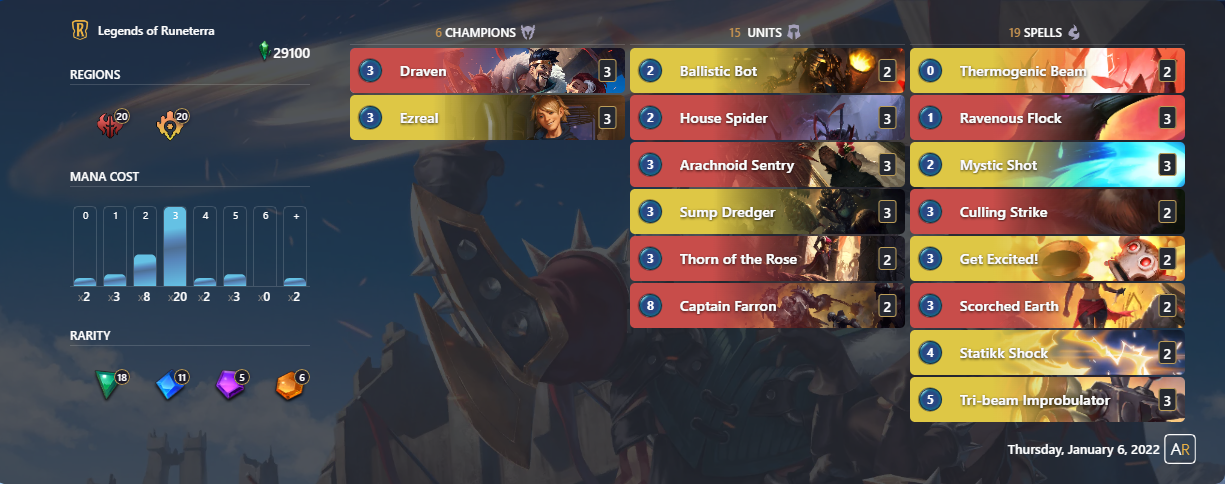 Legends of Runeterra
29100
REGIONS
20 20
MANA COST
0 1 2 3 4 5 6 +
x2 x3 x8 x20 x2 x3 x0 x2
RARITY
18 11 5 6
6 CHAMPIONS
3 Draven 3
3 Ezreal 3
15 UNITS
2 Ballistic Bot 2
2 House Spider 3
3 Arachnoid Sentry 3
3 Sump Dredger 3
3 Thorn of the Rose 2
8 Captain Farron 2
19 SPELLS
0 Thermogenic Beam 2
1 Ravenous Flock 3
2 Mystic Shot 3
3 Culling Strike 2
3 Get Excited! 2
3 Scorched Earth 2
4 Statikk Shock 2
5 Tri-beam Improbulator 3
Thursday, January 6, 2022 AR